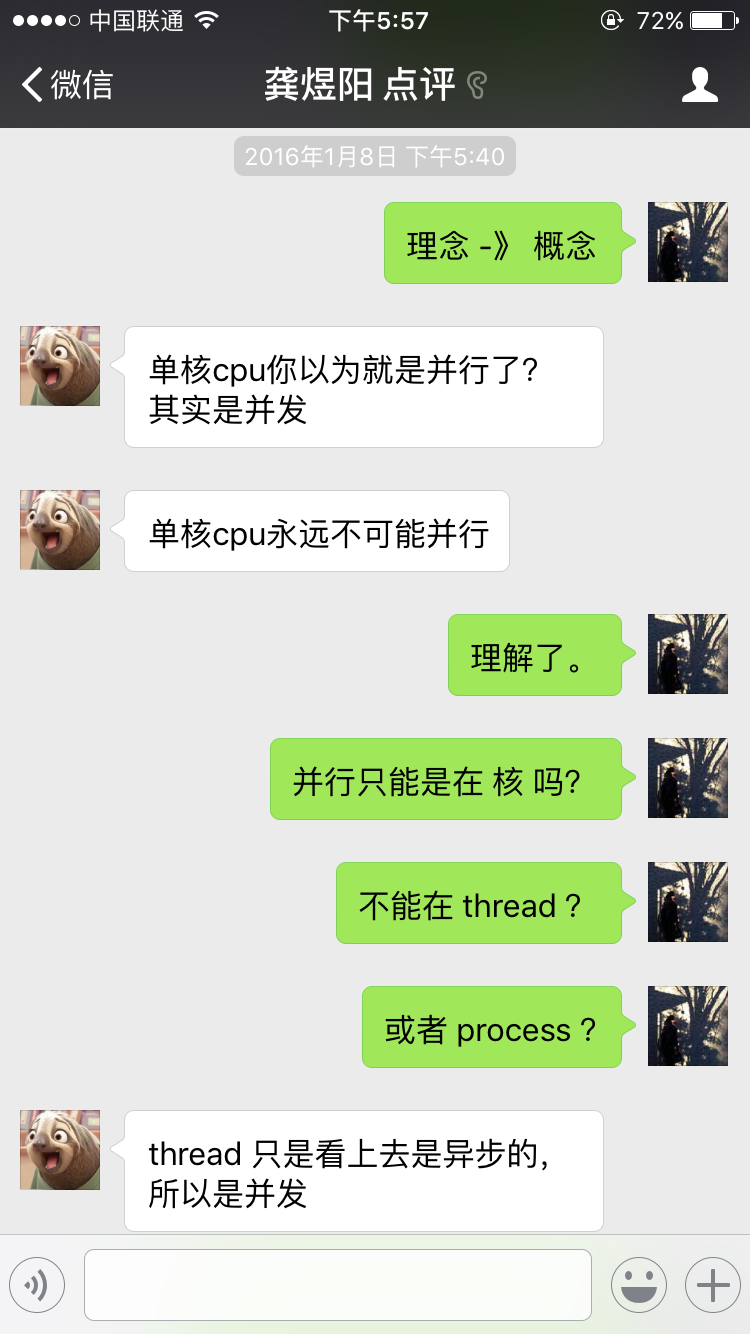 中国联通 下午5:57 72%
微信 龚煜阳 点评
2016年1月8日 下午5:40
理念 -》 概念
单核cpu你以为就是并行了?
其实是并发
单核cpu永远不可能并行
理解了。
并行只能是在 核 吗?
不能在 thread ?
或者 process ?
thread 只是看上去是异步的,
所以是并发